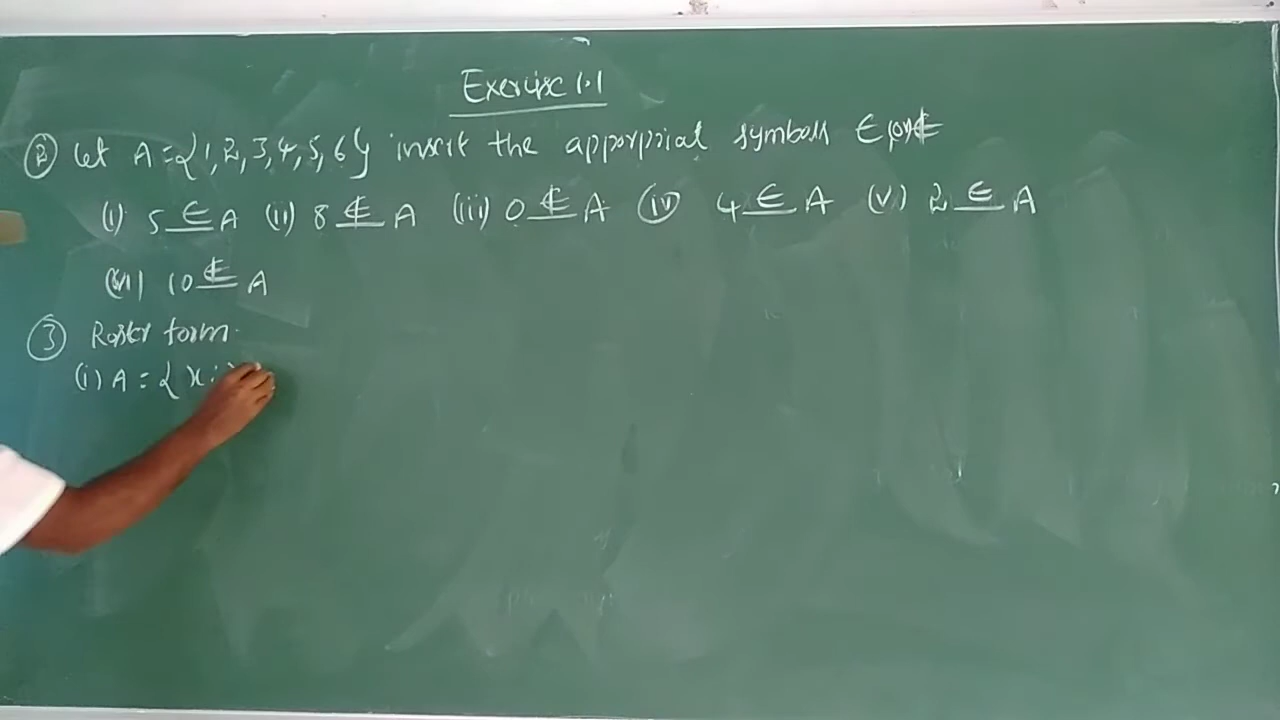 Exercise 1.1
② Let A = {1, 2, 3, 4, 5, 6} insert the apporprial symbols ∈ (or) ∉
(i) 5 ∈ A (ii) 8 ∉ A (iii) 0 ∉ A (iv) 4 ∈ A (v) 2 ∈ A
(vi) 10 ∉ A
③ Roster form.
(i) A = { x :